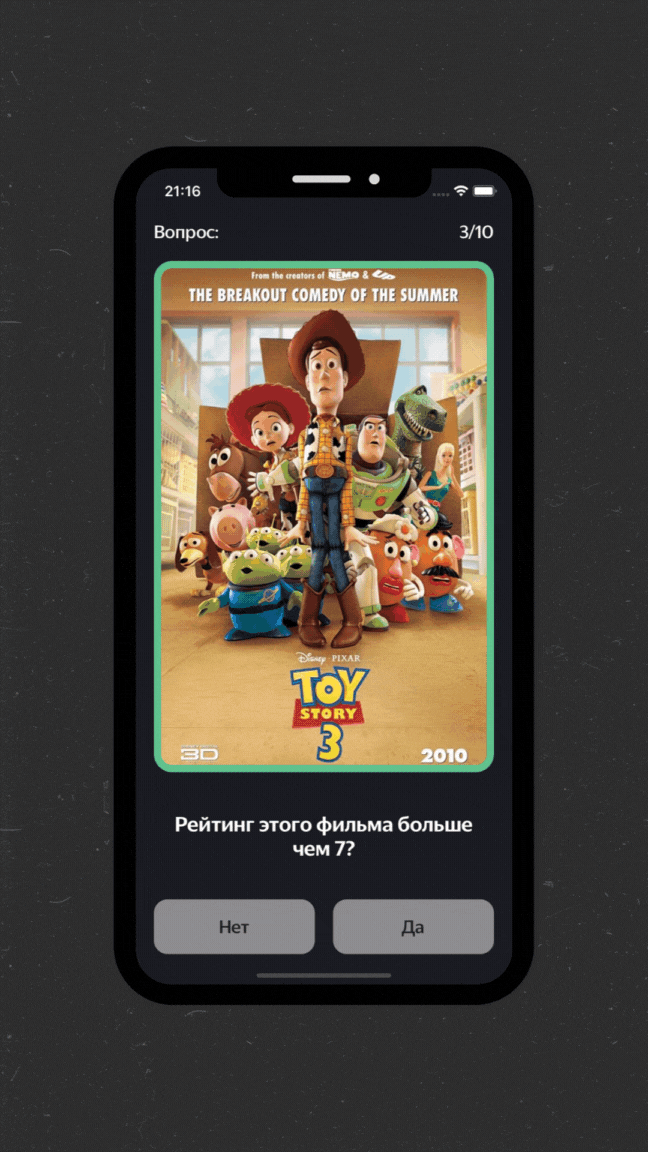 21:16
Вопрос:
3/10
From the creators of NEMO & UP
THE BREAKOUT COMEDY OF THE SUMMER
Disney · PIXAR
TOY
STORY
3
3D
2010
Рейтинг этого фильма больше
чем 7?
Нет
Да